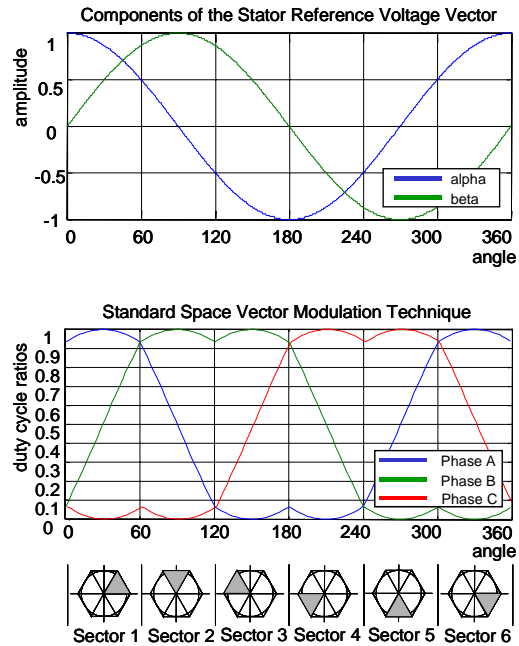 Components of the Stator Reference Voltage Vector
amplitude
1
0.5
0
-0.5
-1
alpha
beta
0 60 120 180 240 300 360
angle
Standard Space Vector Modulation Technique
duty cycle ratios
1
0.9
0.8
0.7
0.6
0.5
0.4
0.3
0.2
0.1
0
Phase A
Phase B
Phase C
0 60 120 180 240 300 360
angle
Sector 1 Sector 2 Sector 3 Sector 4 Sector 5 Sector 6